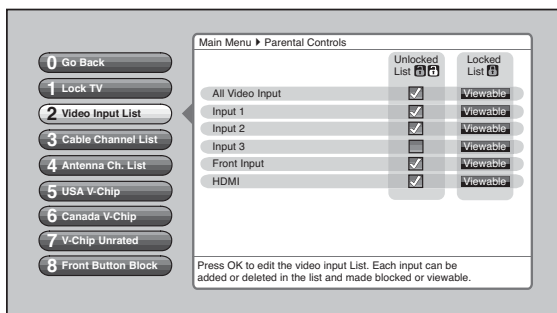 Main Menu Parental Controls
0 Go Back
1 Lock TV
2 Video Input List
3 Cable Channel List
4 Antenna Ch. List
5 USA V-Chip
6 Canada V-Chip
7 V-Chip Unrated
8 Front Button Block
Unlocked List
Locked List
All Video Input Viewable
Input 1 Viewable
Input 2 Viewable
Input 3 Viewable
Front Input Viewable
HDMI Viewable
Press OK to edit the video input List. Each input can be
added or deleted in the list and made blocked or viewable.